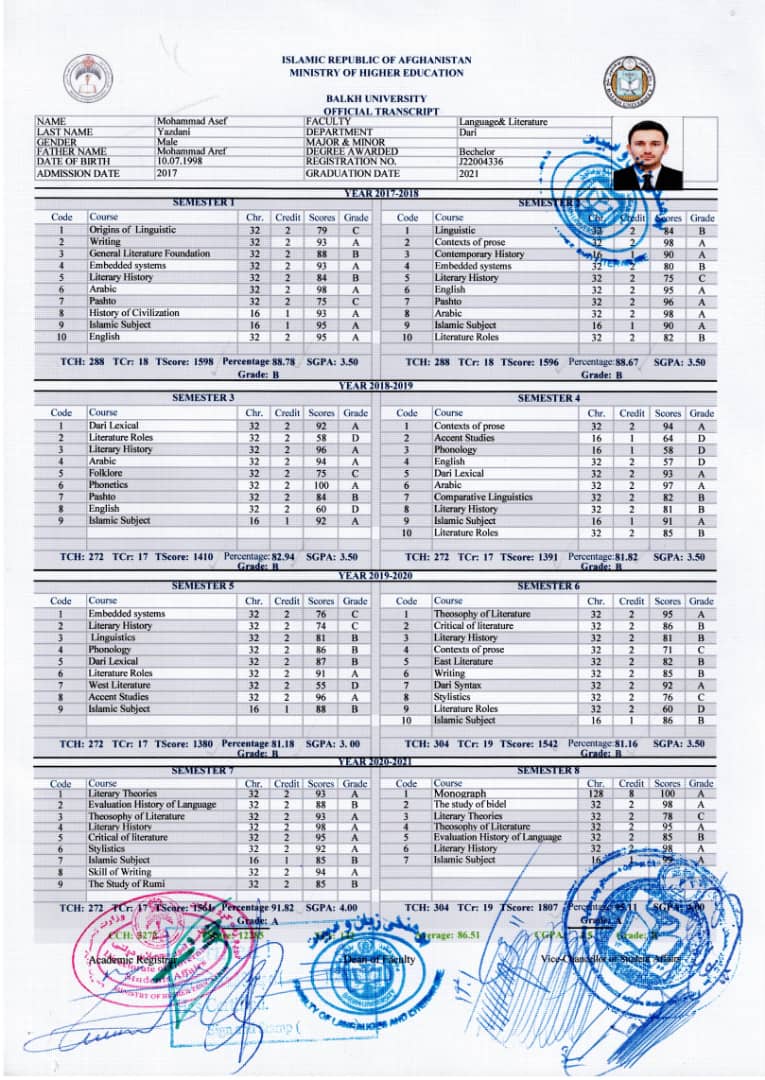 ISLAMIC REPUBLIC OF AFGHANISTAN
MINISTRY OF HIGHER EDUCATION
BALKH UNIVERSITY
OFFICIAL TRANSCRIPT
NAME Mohammad Asef FACULTY Language& Literature
LAST NAME Yazdani DEPARTMENT Dari
GENDER Male MAJOR & MINOR
FATHER NAME Mohammad Aref DEGREE AWARDED Bechelor
DATE OF BIRTH 10.07.1998 REGISTRATION NO. J22004336
ADMISSION DATE 2017 GRADUATION DATE 2021
YEAR 2017-2018
SEMESTER 1
Code Course Chr. Credit Scores Grade
1 Origins of Linguistic 32 2 79 C
2 Writing 32 2 93 A
3 General Literature Foundation 32 2 88 B
4 Embedded systems 32 2 93 A
5 Literary History 32 2 84 B
6 Arabic 32 2 98 A
7 Pashto 32 2 75 C
8 History of Civilization 16 1 93 A
9 Islamic Subject 16 1 95 A
10 English 32 2 95 A
TCH: 288 TCr: 18 TScore: 1598 Percentage 88.78 SGPA: 3.50
Grade: B
SEMESTER
Code Course Chr. Credit Scores Grade
1 Linguistic 32 2 84 B
2 Contexts of prose 32 2 98 A
3 Contemporary History 16 1 90 A
4 Embedded systems 32 2 80 B
5 Literary History 32 2 75 C
6 English 32 2 95 A
7 Pashto 32 2 96 A
8 Arabic 32 2 98 A
9 Islamic Subject 16 1 90 A
10 Literature Roles 32 2 82 B
TCH: 288 TCr: 18 TScore: 1596 Percentage:88.67 SGPA: 3.50
Grade: B
YEAR 2018-2019
SEMESTER 3
Code Course Chr. Credit Scores Grade
1 Dari Lexical 32 2 92 A
2 Literature Roles 32 2 58 D
3 Literary History 32 2 96 A
4 Arabic 32 2 94 A
5 Folklore 32 2 75 C
6 Phonetics 32 2 100 A
7 Pashto 32 2 84 B
8 English 32 2 60 D
9 Islamic Subject 16 1 92 A
TCH: 272 TCr: 17 TScore: 1410 Percentage: 82.94 SGPA: 3.50
Grade: B
SEMESTER 4
Code Course Chr. Credit Scores Grade
1 Contexts of prose 32 2 94 A
2 Accent Studies 16 1 64 D
3 Phonology 16 1 58 D
4 English 32 2 57 D
5 Dari Lexical 32 2 93 A
6 Arabic 32 2 97 A
7 Comparative Linguistics 32 2 82 B
8 Literary History 32 2 81 B
9 Islamic Subject 16 1 91 A
10 Literature Roles 32 2 85 B
TCH: 272 TCr: 17 TScore: 1391 Percentage:81.82 SGPA: 3.50
Grade: B
YEAR 2019-2020
SEMESTER 5
Code Course Chr. Credit Scores Grade
1 Embedded systems 32 2 76 C
2 Literary History 32 2 74 C
3 Linguistics 32 2 81 B
4 Phonology 32 2 86 B
5 Dari Lexical 32 2 87 B
6 Literature Roles 32 2 91 A
7 West Literature 32 2 55 D
8 Accent Studies 32 2 96 A
9 Islamic Subject 16 1 88 B
TCH: 272 TCr: 17 TScore: 1380 Percentage 81.18 SGPA: 3. 00
Grade: B
SEMESTER 6
Code Course Chr. Credit Scores Grade
1 Theosophy of Literature 32 2 95 A
2 Critical of literature 32 2 86 B
3 Literary History 32 2 81 B
4 Contexts of prose 32 2 71 C
5 East Literature 32 2 82 B
6 Writing 32 2 85 B
7 Dari Syntax 32 2 92 A
8 Stylistics 32 2 76 C
9 Literature Roles 32 2 60 D
10 Islamic Subject 16 1 86 B
TCH: 304 TCr: 19 TScore: 1542 Percentage:81.16 SGPA: 3.50
Grade: B
YEAR 2020-2021
SEMESTER 7
Code Course Chr. Credit Scores Grade
1 Literary Theories 32 2 93 A
2 Evaluation History of Language 32 2 88 B
3 Theosophy of Literature 32 2 93 A
4 Literary History 32 2 98 A
5 Critical of literature 32 2 95 A
6 Stylistics 32 2 92 A
7 Islamic Subject 16 1 85 B
8 Skill of Writing 32 2 94 A
9 The Study of Rumi 32 2 85 B
TCH: 272 TCr: 17 TScore: 1561 Percentage 91.82 SGPA: 4.00
Grade: A
SEMESTER 8
Code Course Chr. Credit Scores Grade
1 Monograph 128 8 100 A
2 The study of bidel 32 2 98 A
3 Literary Theories 32 2 78 C
4 Theosophy of Literature 32 2 95 A
5 Evaluation History of Language 32 2 85 B
6 Literary History 32 2 98 A
7 Islamic Subject 16 1 99 A
TCH: 304 TCr: 19 TScore: 1807 SGPA:
Grade: A
Average: 86.51 CGPA Grade:
Academic Registrar Dean of Faculty Vice-Chancellor of Student Affairs
Student Affairs
MINISTRY OF HIGHER
FACULTY OF LANGUAGES AND